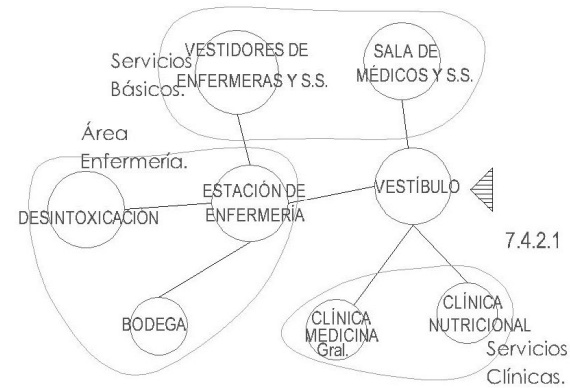 Servicios
Básicos.
VESTIDORES DE
ENFERMERAS Y S.S.
SALA DE
MÉDICOS Y S.S.
Área
Enfermería.
DESINTOXICACIÓN
ESTACIÓN DE
ENFERMERÍA
VESTÍBULO
7.4.2.1
BODEGA
CLÍNICA
MEDICINA
Gral.
CLÍNICA
NUTRICIONAL
Servicios
Clínicas.